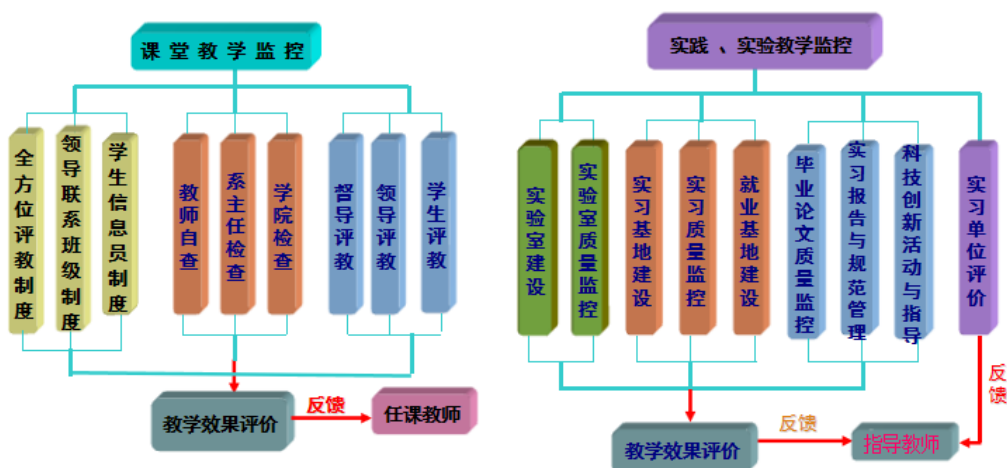 课堂教学监控
全方位评教制度
领导联系班级制度
学生信息员制度
教师自查
系主任检查
学院检查
督导评教
领导评教
学生评教
教学效果评价
反馈
任课教师
实践、实验教学监控
实验室建设
实验室质量监控
实习基地建设
实习质量监控
就业基地建设
毕业论文质量监控
实习报告与规范管理
科技创新活动与指导
实习单位评价
反馈
教学效果评价
反馈
指导教师